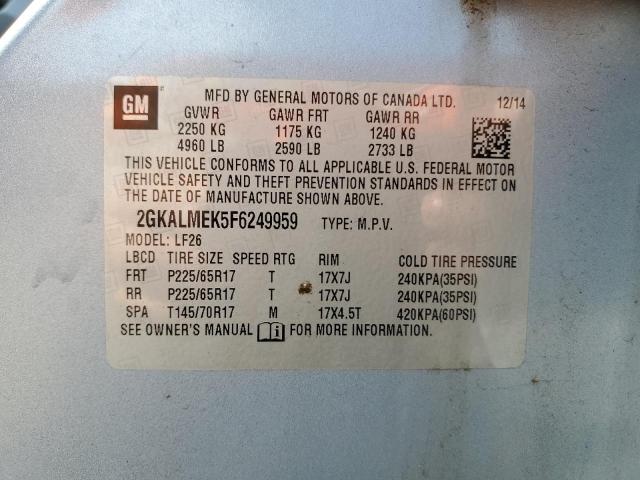 GM MFD BY GENERAL MOTORS OF CANADA LTD. 12/14
GVWR GAWR FRT GAWR RR
2250 KG 1175 KG 1240 KG
4960 LB 2590 LB 2733 LB
THIS VEHICLE CONFORMS TO ALL APPLICABLE U.S. FEDERAL MOTOR
VEHICLE SAFETY AND THEFT PREVENTION STANDARDS IN EFFECT ON
THE DATE OF MANUFACTURE SHOWN ABOVE.
2GKALMEK5F6249959 TYPE: M.P.V.
MODEL: LF26
LBCD TIRE SIZE SPEED RTG RIM COLD TIRE PRESSURE
FRT P225/65R17 T 17X7J 240KPA(35PSI)
RR P225/65R17 T 17X7J 240KPA(35PSI)
SPA T145/70R17 M 17X4.5T 420KPA(60PSI)
SEE OWNER'S MANUAL FOR MORE INFORMATION.